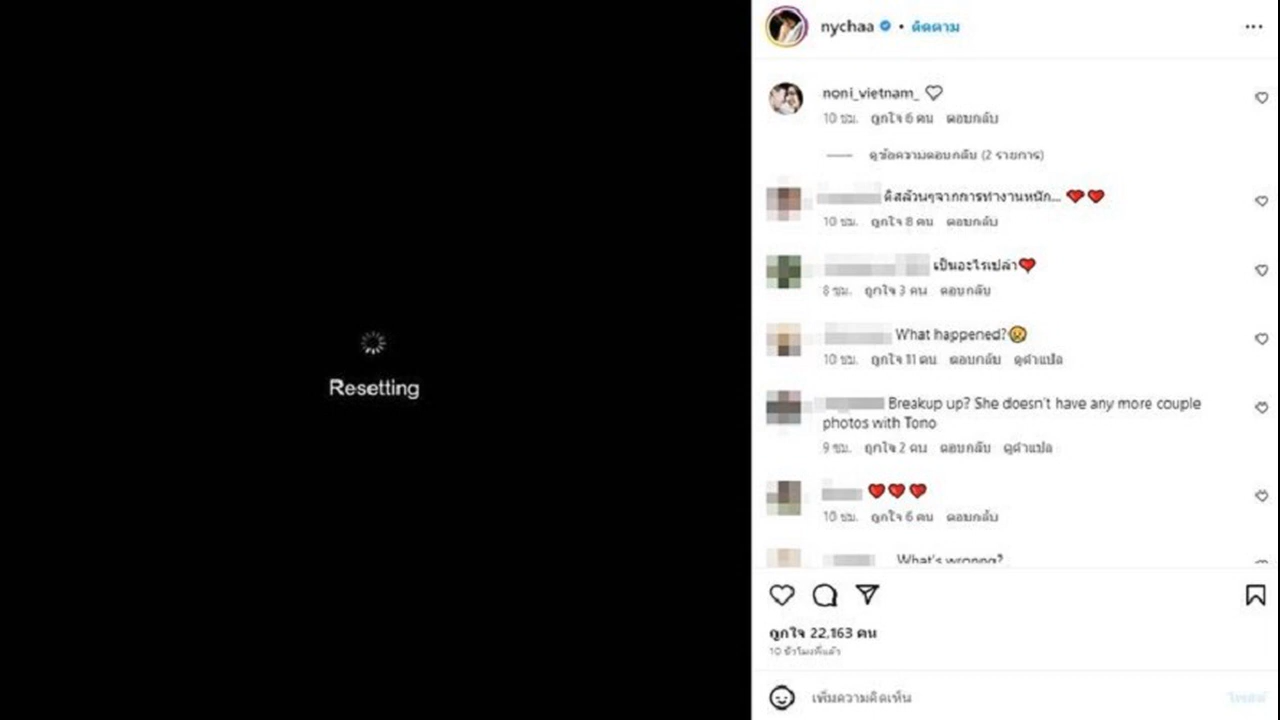 Resetting
nychaa • ติดตาม
noni_vietnam_
10 ชม. ถูกใจ 6 คน ตอบกลับ
ดูข้อความตอบกลับ (2 รายการ)
ดิสล้วนๆจากการทำงานหนัก...
10 ชม. ถูกใจ 8 คน ตอบกลับ
เป็นอะไรเปล่า
8 ชม. ถูกใจ 3 คน ตอบกลับ
What happened?
10 ชม. ถูกใจ 11 คน ตอบกลับ ดูคำแปล
Breakup up? She doesn't have any more couple
photos with Tono
9 ชม. ถูกใจ 2 คน ตอบกลับ ดูคำแปล
10 ชม. ถูกใจ 6 คน ตอบกลับ
What's wronng?
ถูกใจ 22,163 คน
10 ชั่วโมงที่แล้ว
เพิ่มความคิดเห็น
โพสต์